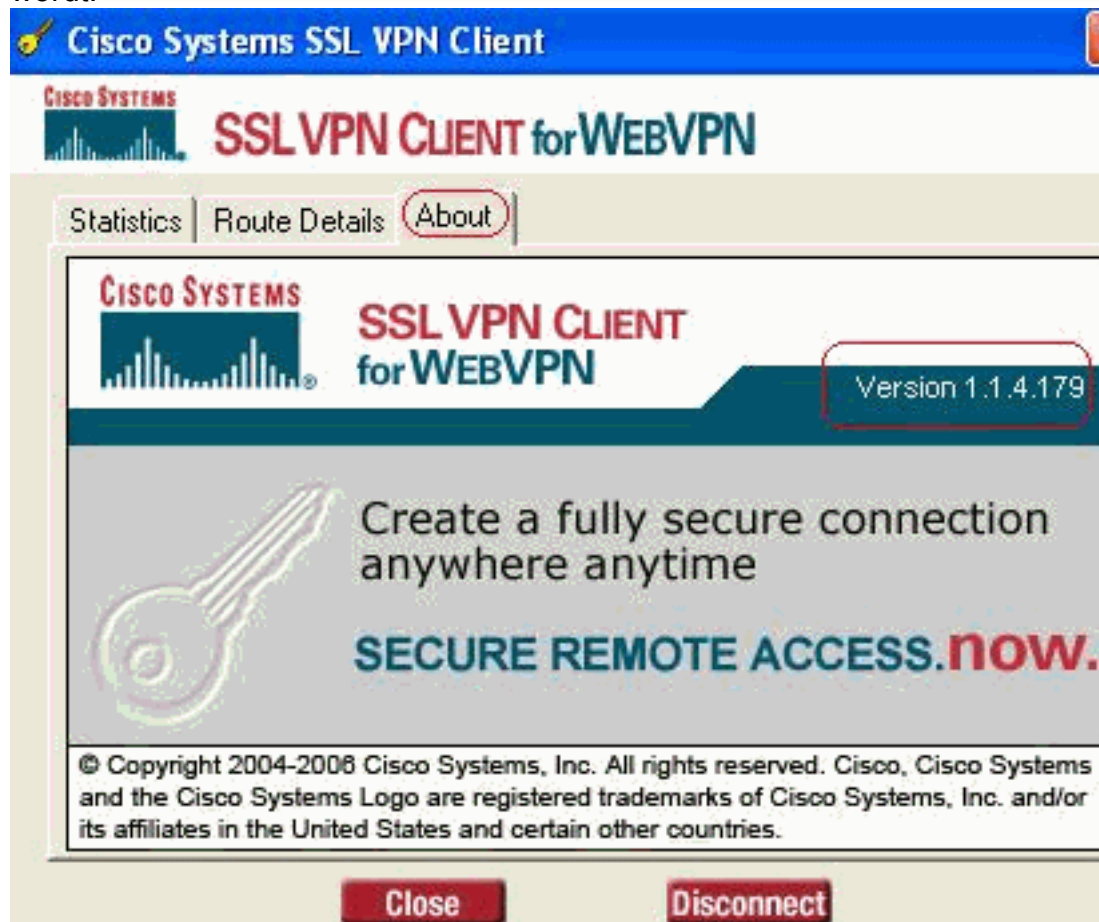 Cisco Systems SSL VPN Client
CISCO SYSTEMS
SSL VPN CLIENT for WEBVPN
Statistics Route Details About
CISCO SYSTEMS
SSL VPN CLIENT
for WEBVPN
Version 1.1.4.179
Create a fully secure connection
anywhere anytime
SECURE REMOTE ACCESS.now.
© Copyright 2004-2006 Cisco Systems, Inc. All rights reserved. Cisco, Cisco Systems
and the Cisco Systems Logo are registered trademarks of Cisco Systems, Inc. and/or
its affiliates in the United States and certain other countries.
Close Disconnect